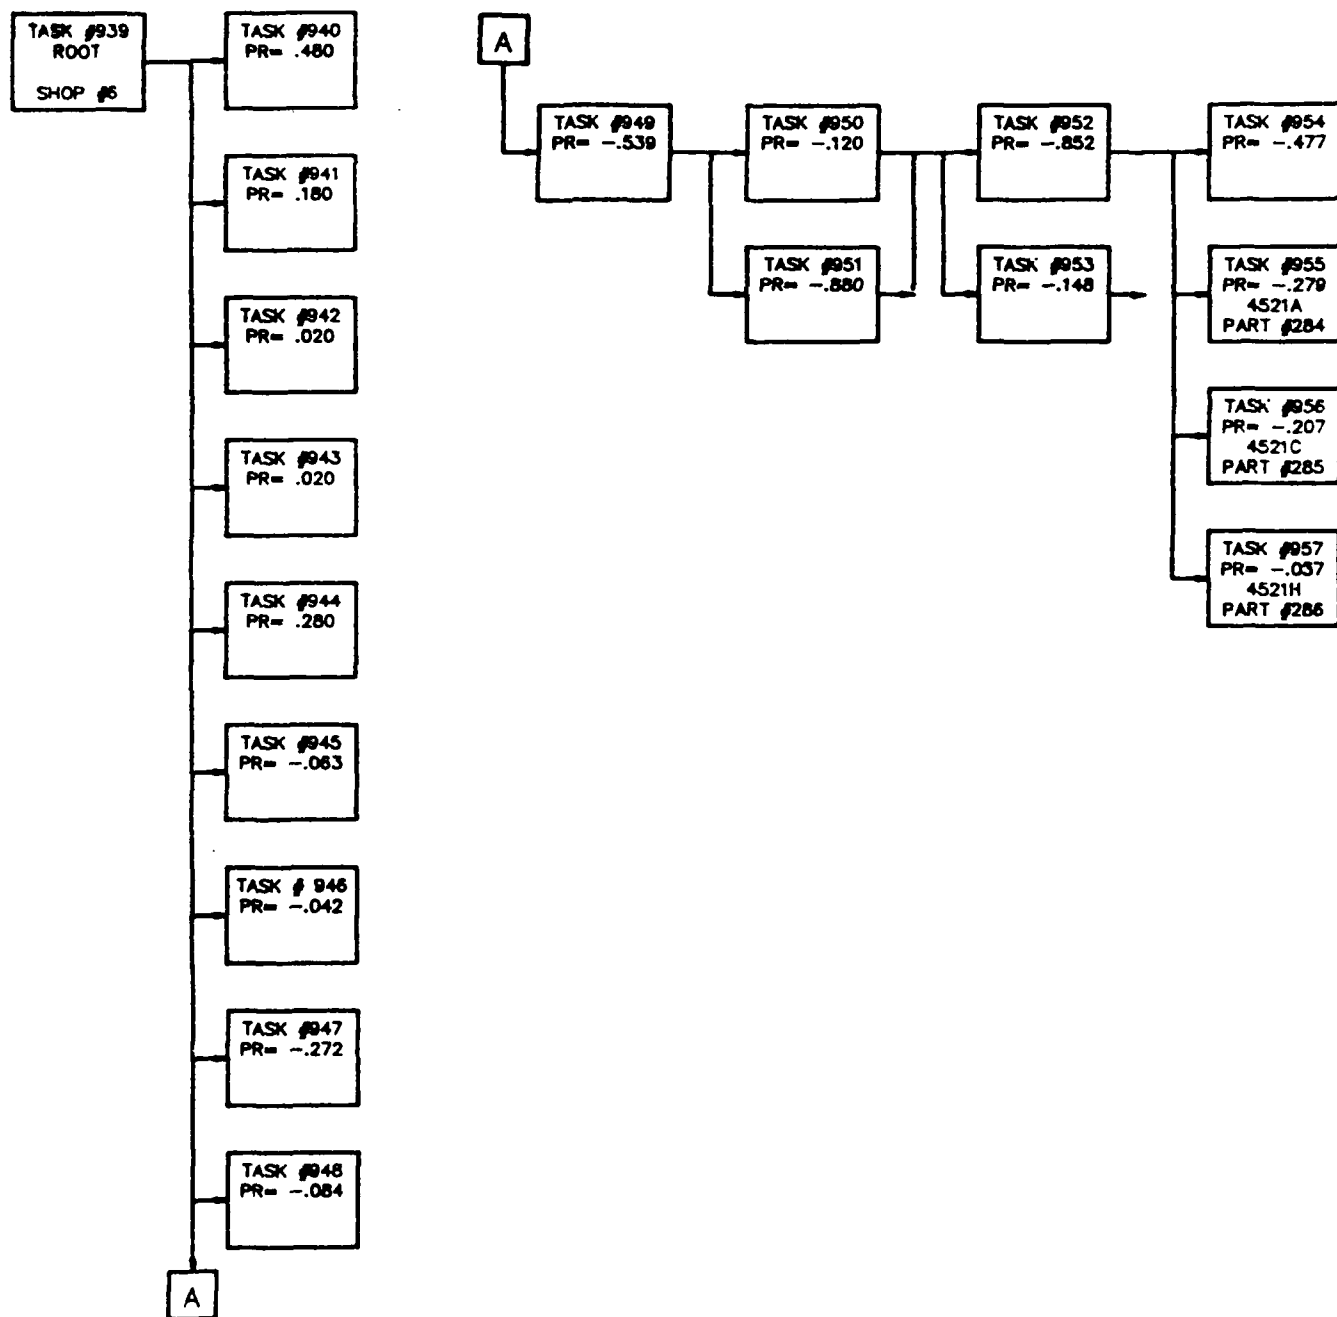 TASK #939
ROOT
SHOP #6
TASK #940
PR= .480
TASK #941
PR= .180
TASK #942
PR= .020
TASK #943
PR= .020
TASK #944
PR= .280
TASK #945
PR= -.063
TASK # 946
PR= -.042
TASK #947
PR= -.272
TASK #948
PR= -.084
A
A
TASK #949
PR= -.539
TASK #950
PR= -.120
TASK #951
PR= -.880
TASK #952
PR= -.852
TASK #953
PR= -.148
TASK #954
PR= -.477
TASK #955
PR= -.279
4521A
PART #284
TASK #956
PR= -.207
4521C
PART #285
TASK #957
PR= -.037
4521H
PART #286